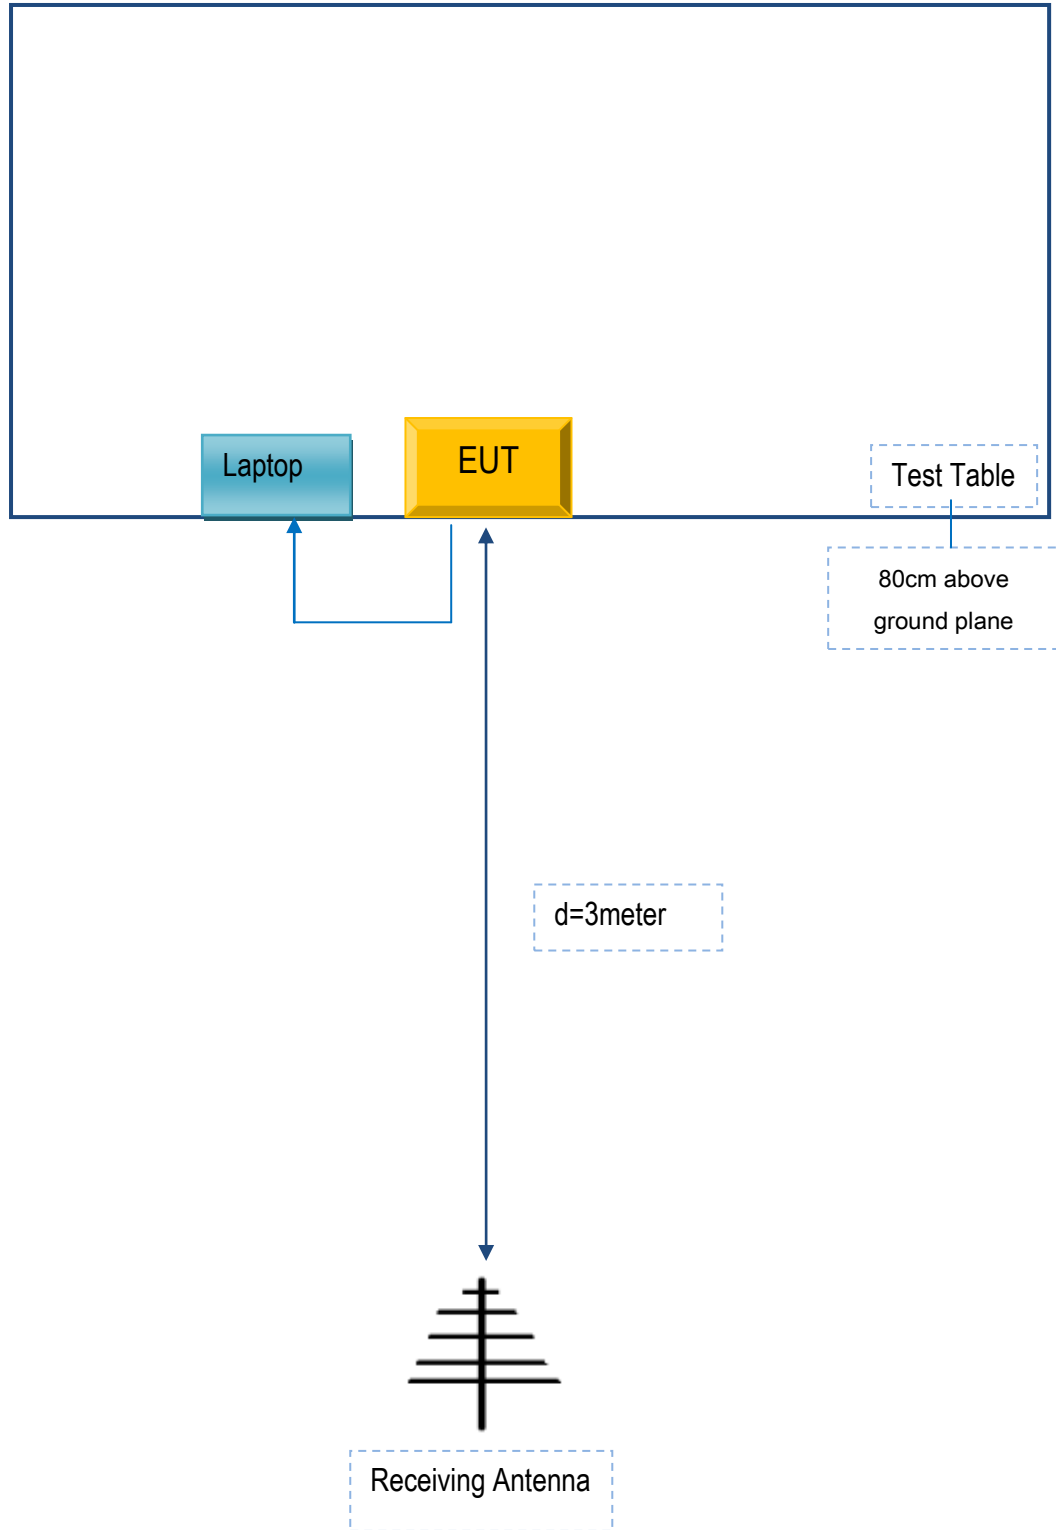 Laptop
EUT
Test Table
80cm above
ground plane
d=3meter
Receiving Antenna